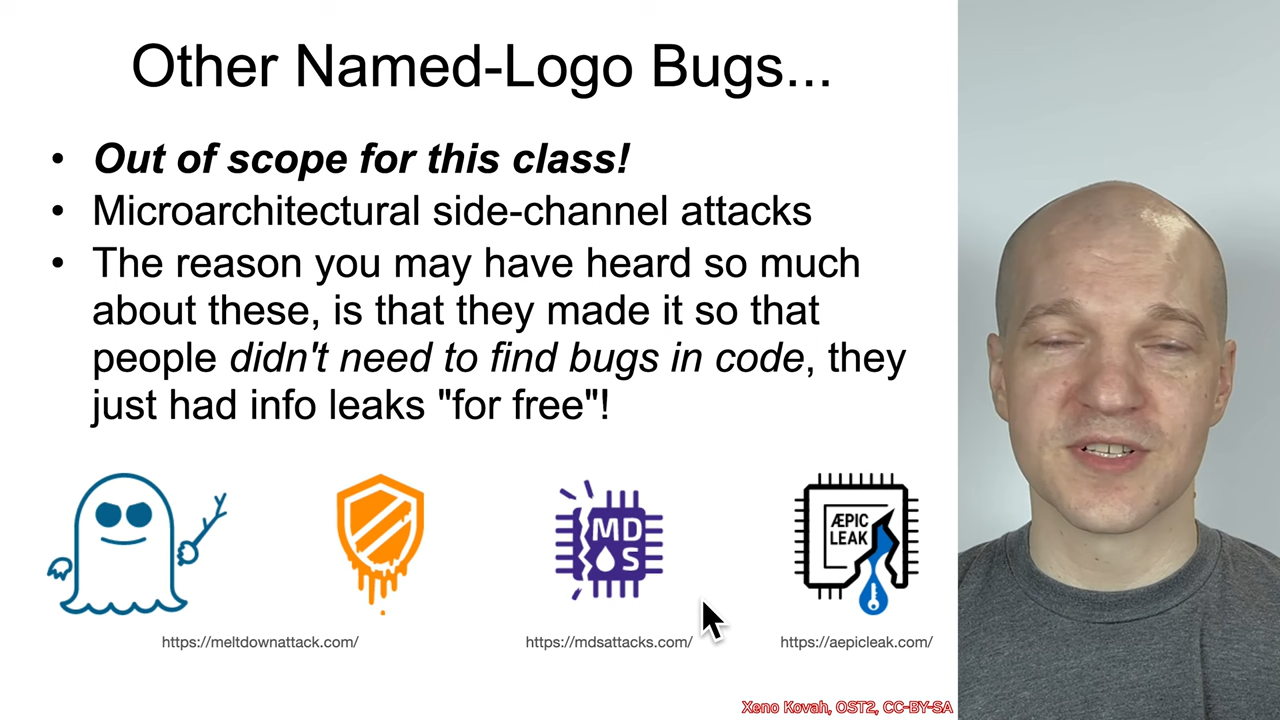 Other Named-Logo Bugs...
• Out of scope for this class!
• Microarchitectural side-channel attacks
• The reason you may have heard so much
about these, is that they made it so that
people didn't need to find bugs in code, they
just had info leaks "for free"!
MD
S
ÆPIC
LEAK
https://meltdownattack.com/
https://mdsattacks.com/
https://aepicleak.com/
Xeno Kovah, OST2, CC-BY-SA